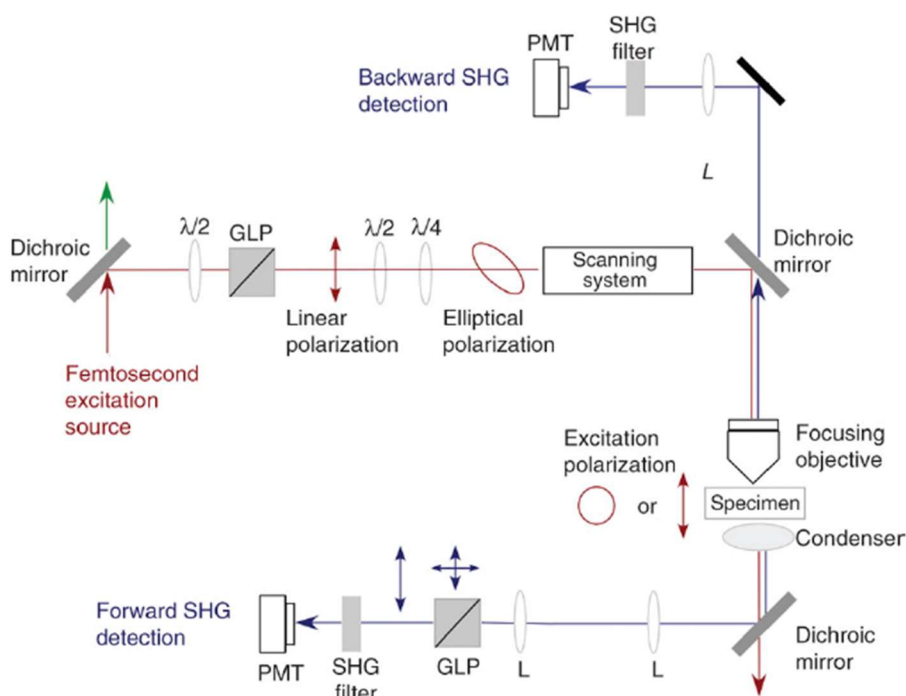 SHG
filter
PMT
Backward SHG
detection
L
λ/2
GLP
λ/2
λ/4
Dichroic
mirror
Linear
polarization
Elliptical
polarization
Scanning
system
Dichroic
mirror
Femtosecond
excitation
source
Focusing
objective
Excitation
polarization
or
Specimen
Condenser
Forward SHG
detection
PMT
SHG
filter
GLP
L
L
Dichroic
mirror